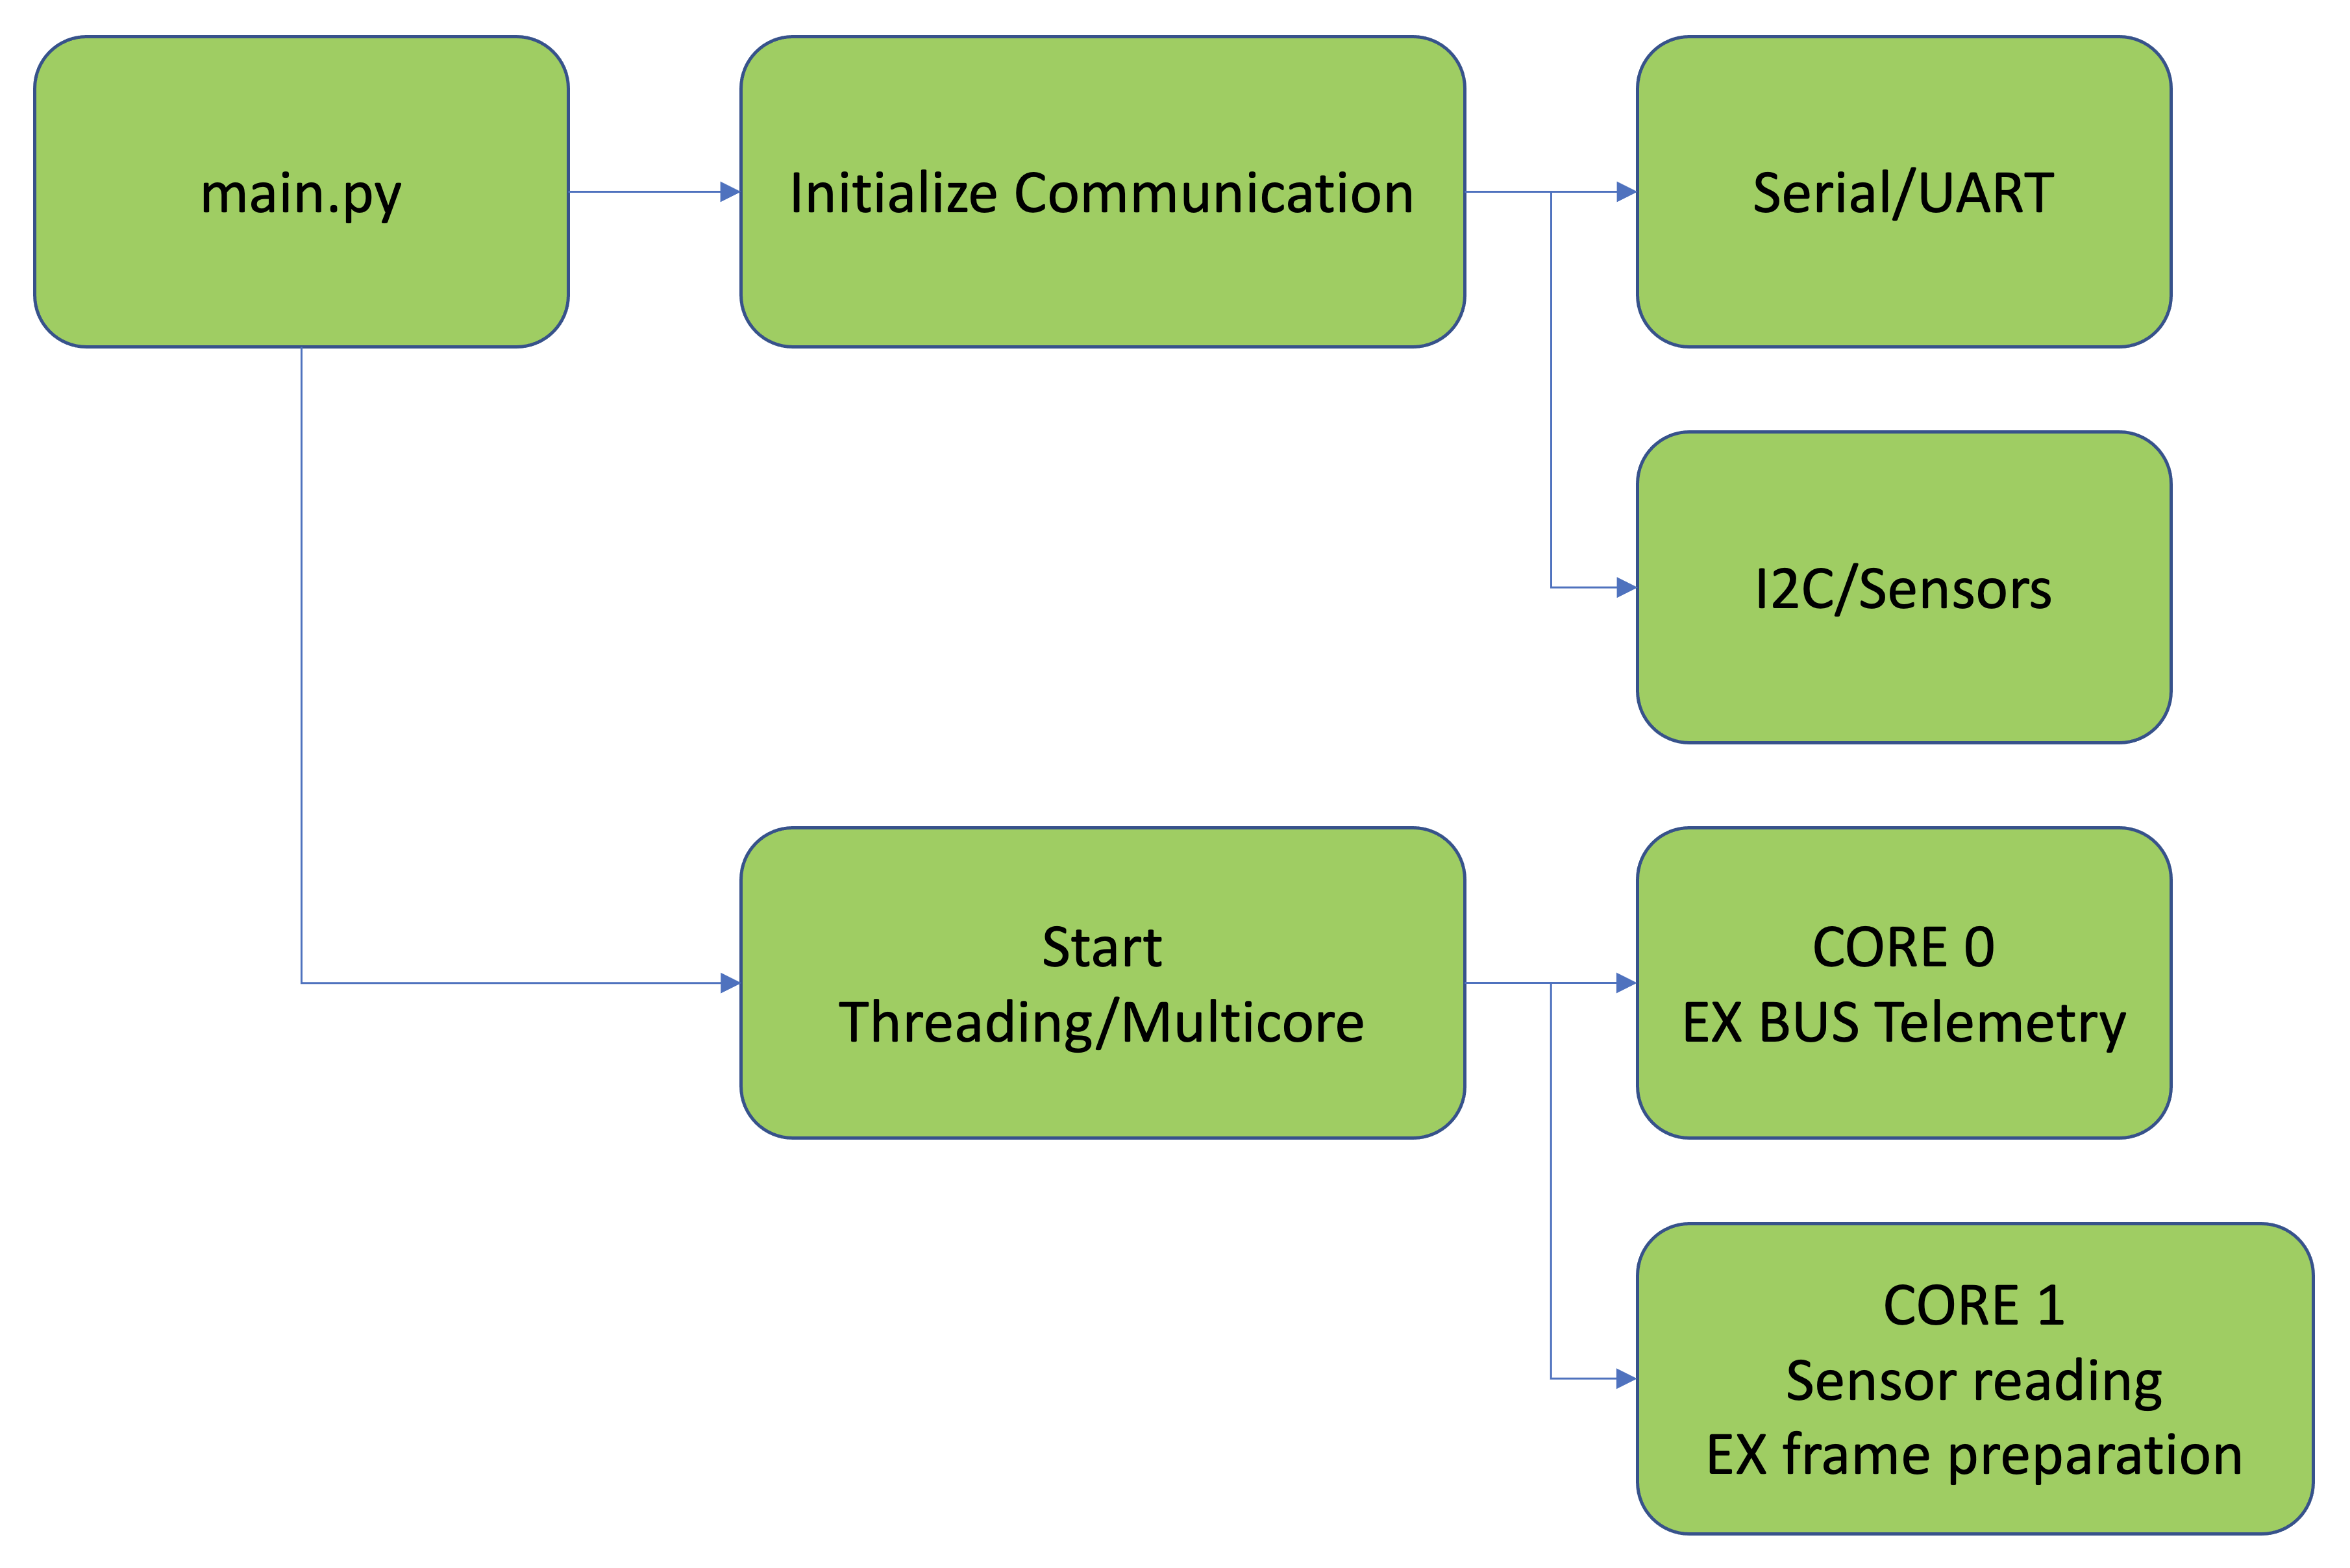 main.py
Initialize Communication
Serial/UART
I2C/Sensors
Start
Threading/Multicore
CORE 0
EX BUS Telemetry
CORE 1
Sensor reading
EX frame preparation